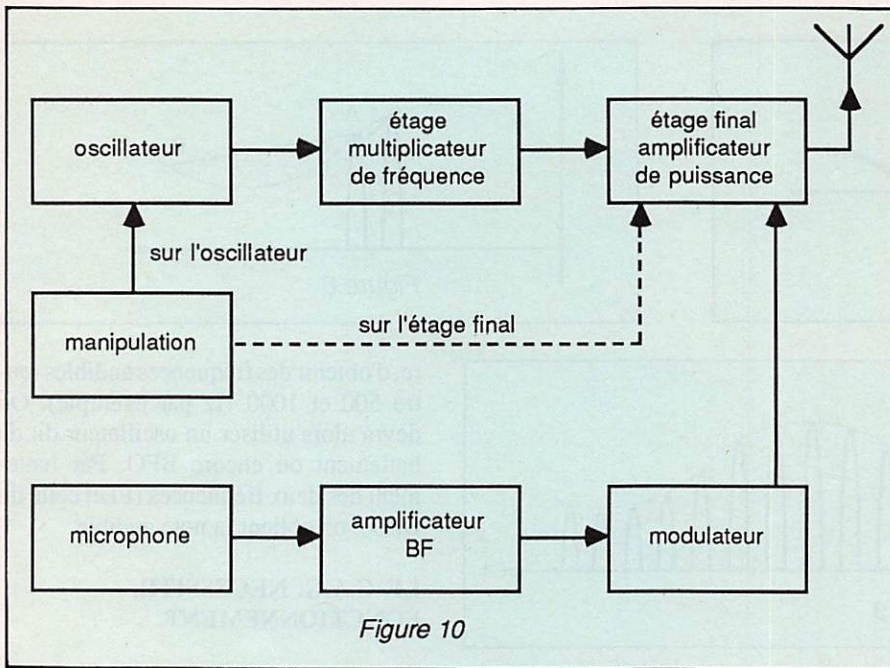 oscillateur
étage
multiplicateur
de fréquence
étage final
amplificateur
de puissance
sur l'oscillateur
manipulation
sur l'étage final
microphone
amplificateur
BF
modulateur
Figure 10